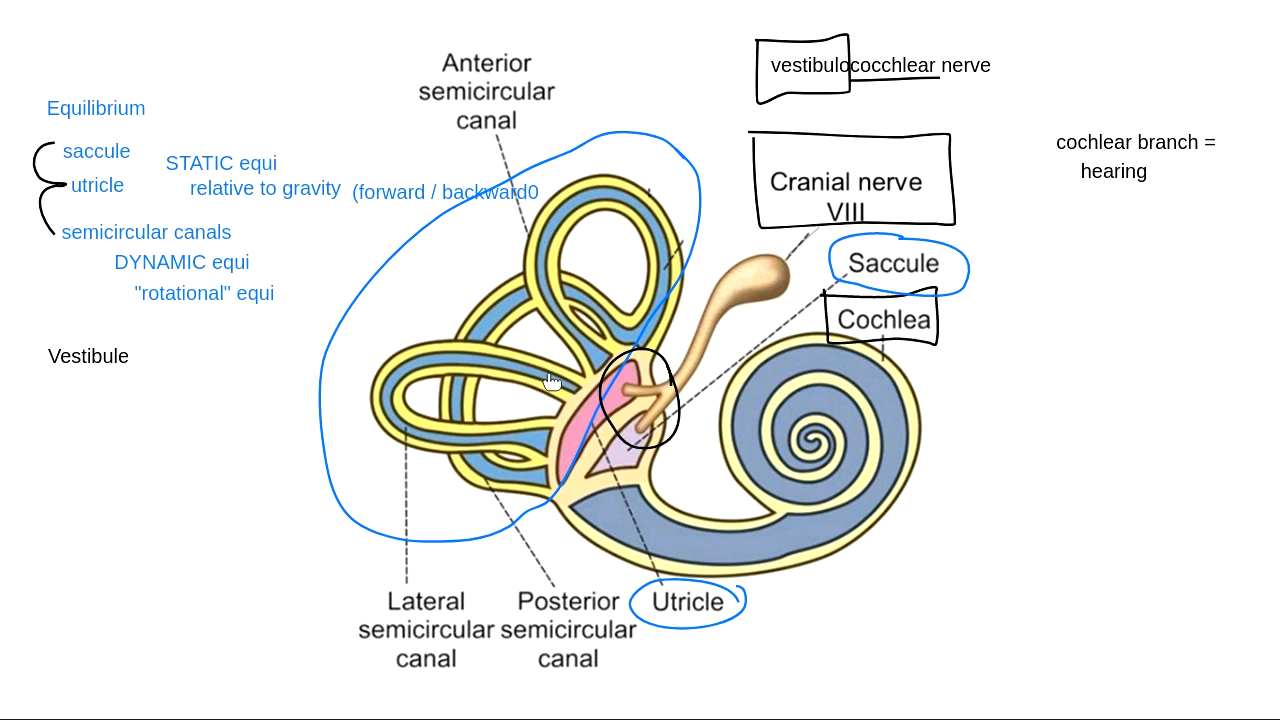 Equilibrium
saccule
utricle
STATIC equi
relative to gravity (forward / backward0
semicircular canals
DYNAMIC equi
"rotational" equi
Vestibule
Anterior
semicircular
canal
vestibulococchlear nerve
Cranial nerve
VIII
cochlear branch =
hearing
Saccule
Cochlea
Lateral
semicircular
canal
Posterior
semicircular
canal
Utricle